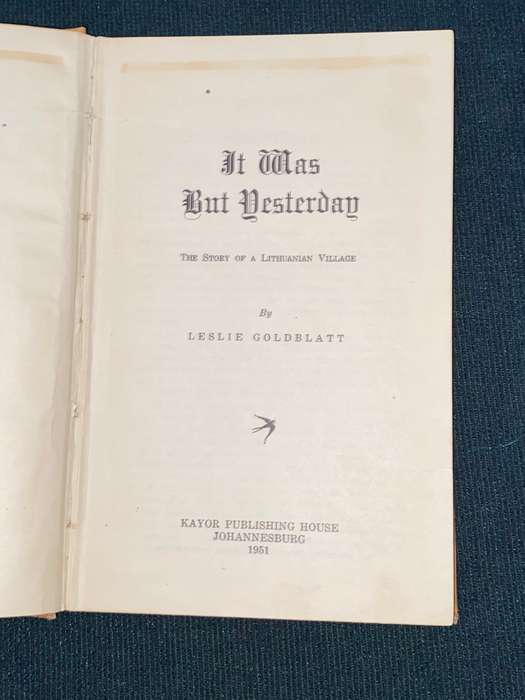 It Was
But Yesterday
The Story of a Lithuanian Village
By
LESLIE GOLDBLATT
KAYOR PUBLISHING HOUSE
JOHANNESBURG
1951